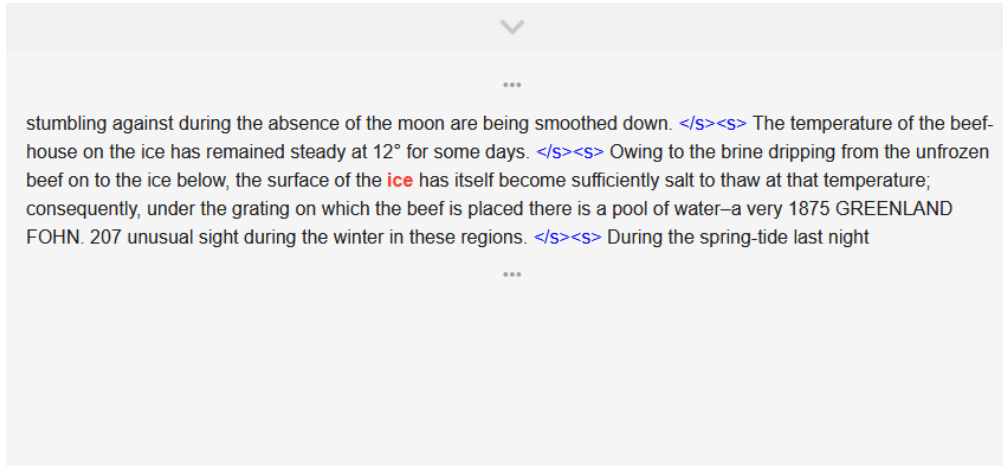 ...
stumbling against during the absence of the moon are being smoothed down. </s><s> The temperature of the beef-
house on the ice has remained steady at 12° for some days. </s><s> Owing to the brine dripping from the unfrozen
beef on to the ice below, the surface of the ice has itself become sufficiently salt to thaw at that temperature;
consequently, under the grating on which the beef is placed there is a pool of water–a very 1875 GREENLAND
FOHN. 207 unusual sight during the winter in these regions. </s><s> During the spring-tide last night
...